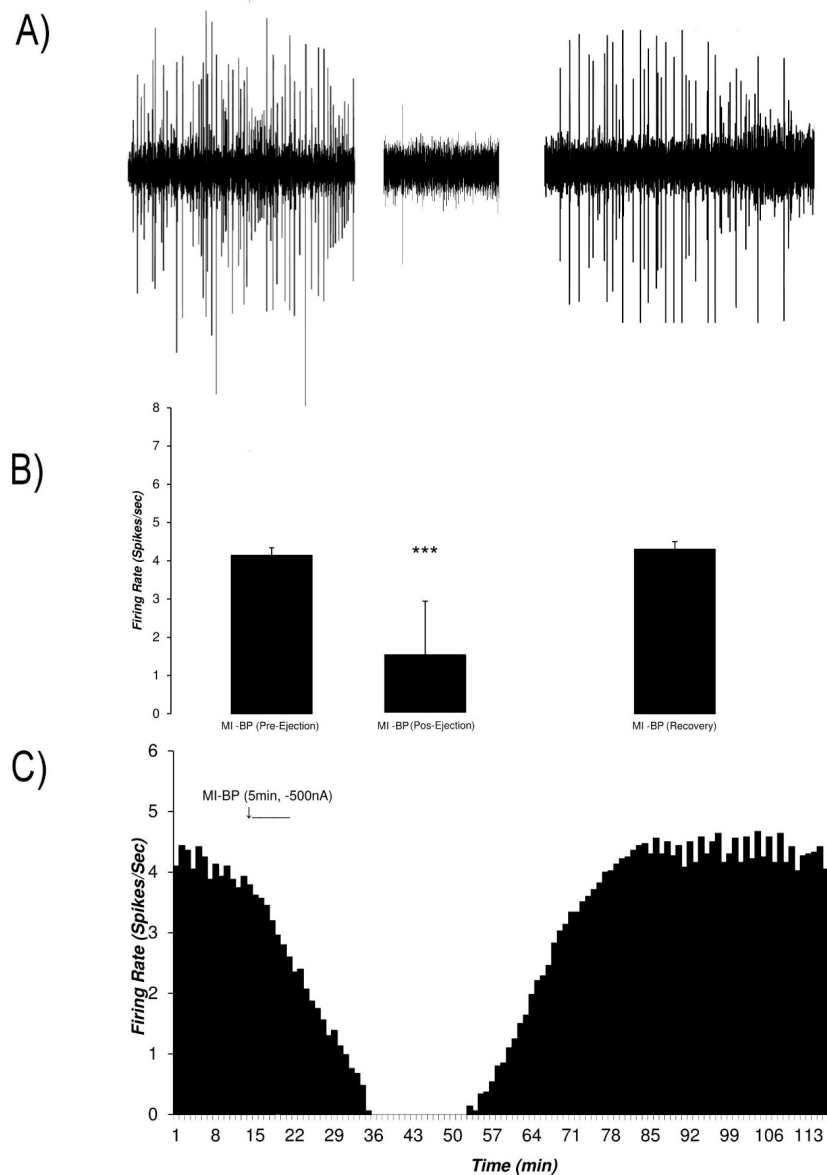 A)
B)
Firing Rate (Spikes/sec)
8
7
6
5
4
3
2
1
0
***
MI -BP (Pre-Ejection)
MI -BP (Pos-Ejection)
MI -BP (Recovery)
C)
Firing Rate (Spikes/Sec)
6
5
4
3
2
1
0
MI-BP (5min, -500nA)
1 8 15 22 29 36 43 50 57 64 71 78 85 92 99 106 113
Time (min)